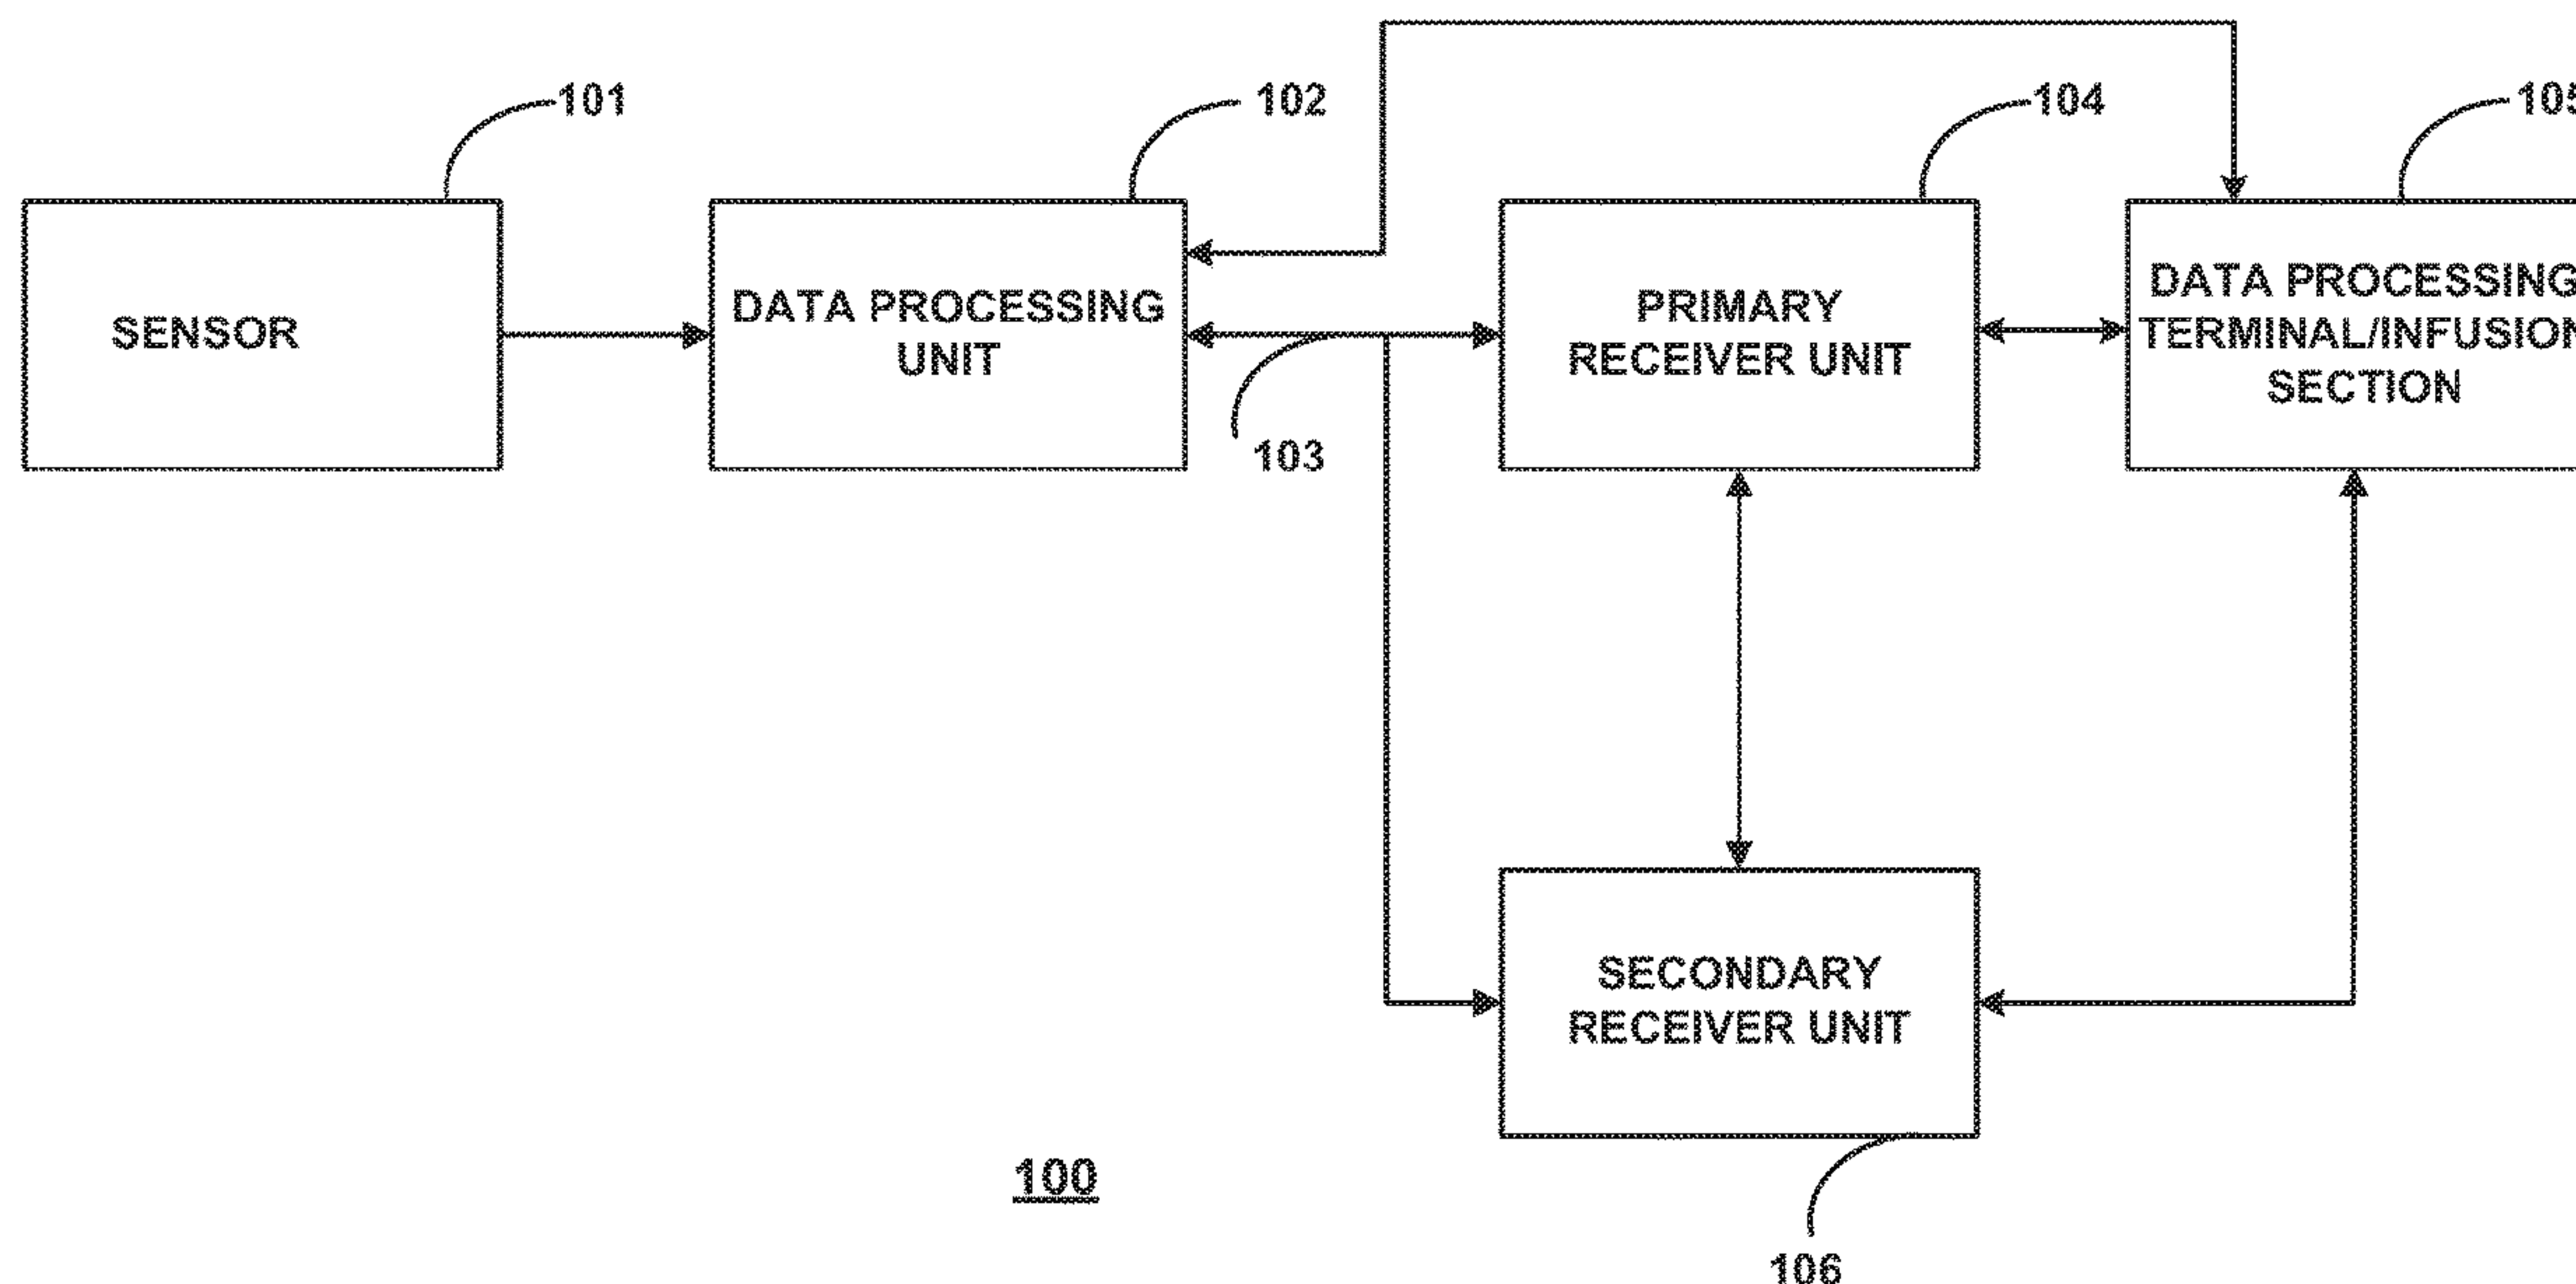 101
102
104
105
SENSOR
DATA PROCESSING
UNIT
PRIMARY
RECEIVER UNIT
DATA PROCESSING
TERMINAL/INFUSION
SECTION
103
SECONDARY
RECEIVER UNIT
100
106